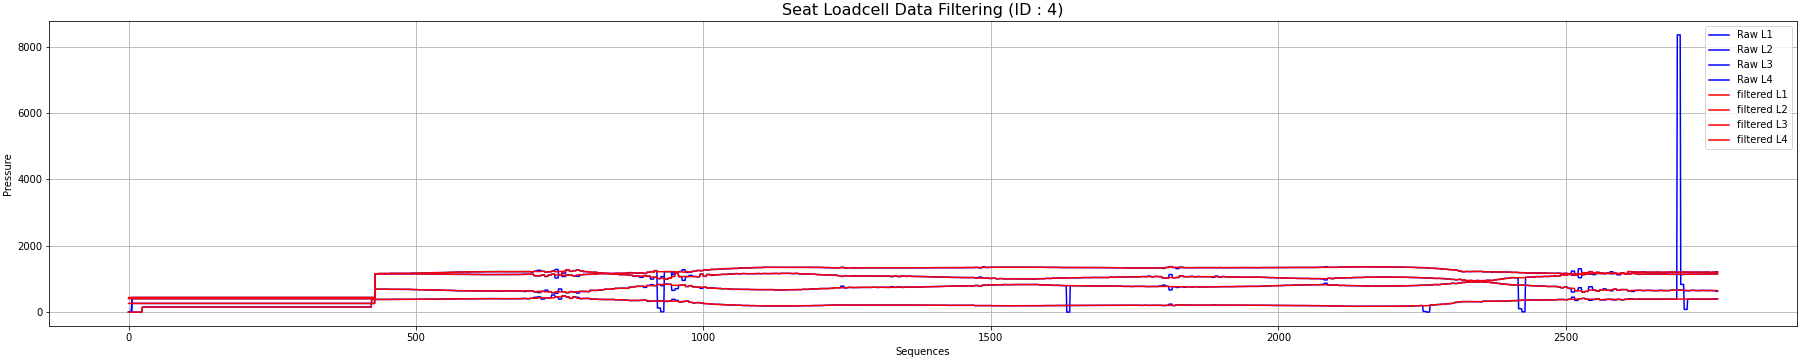 Seat Loadcell Data Filtering (ID : 4)
8000
6000
4000
2000
0
Pressure
Raw L1
Raw L2
Raw L3
Raw L4
filtered L1
filtered L2
filtered L3
filtered L4
0 500 1000 1500 2000 2500
Sequences